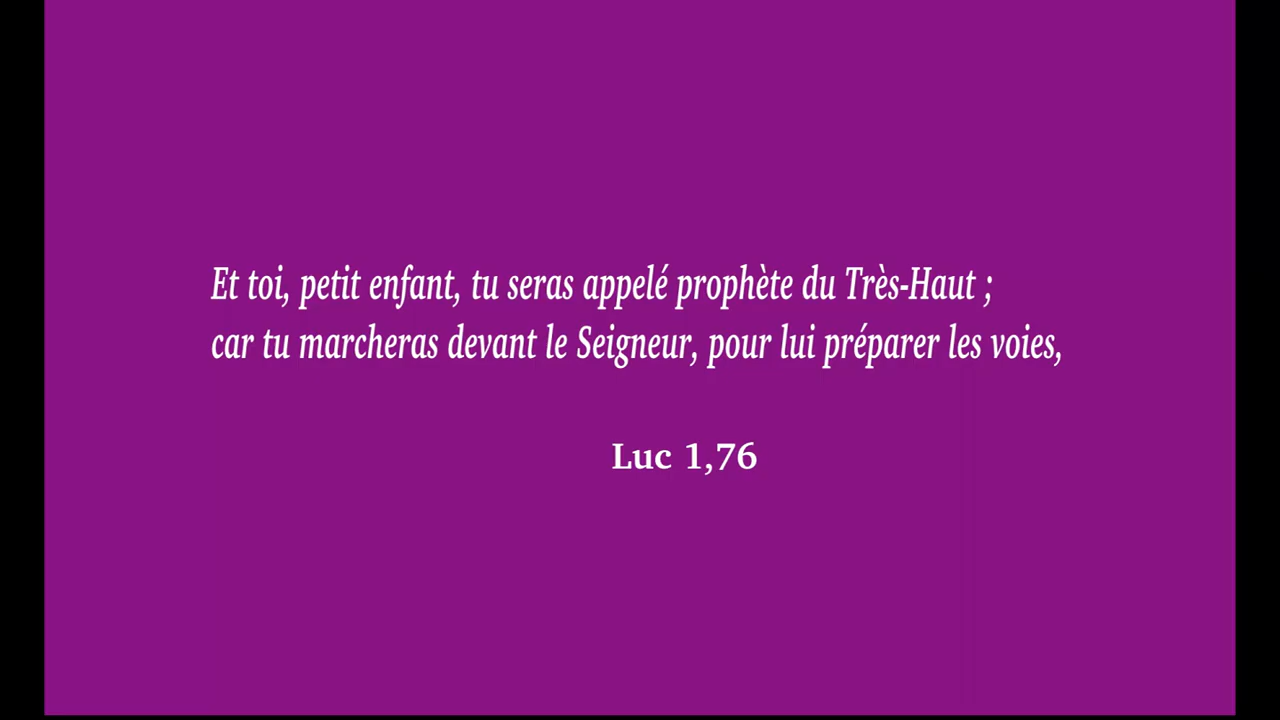 Et toi, petit enfant, tu seras appelé prophète du Très-Haut ;
car tu marcheras devant le Seigneur, pour lui préparer les voies,
Luc 1,76